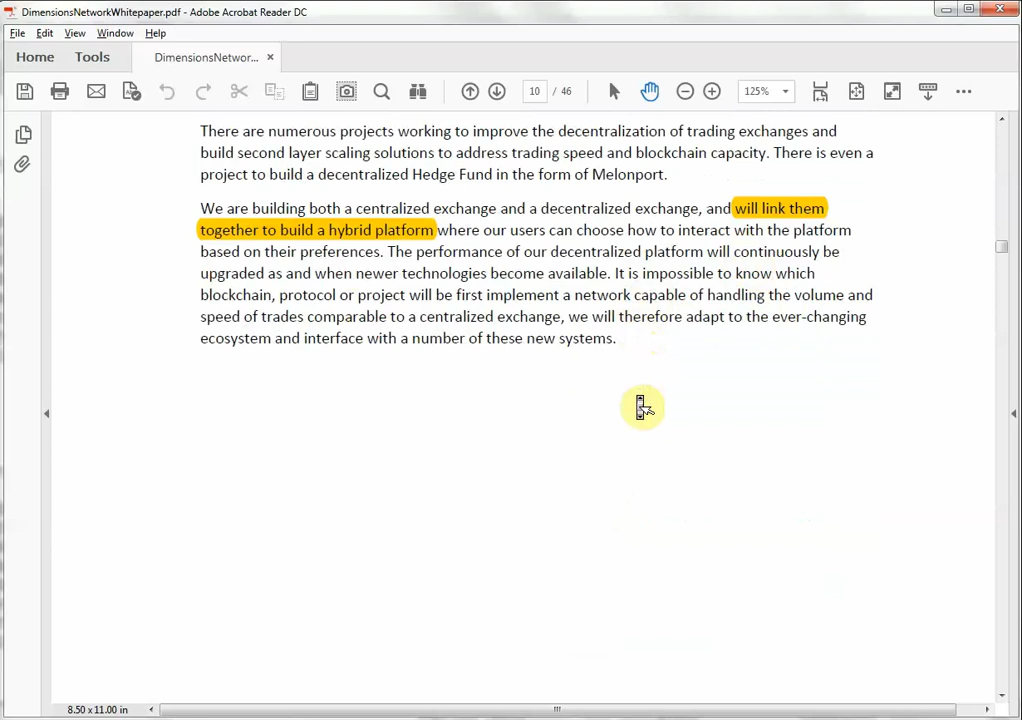 DimensionsNetworkWhitepaper.pdf - Adobe Acrobat Reader DC
File Edit View Window Help
Home Tools DimensionsNetwor... ×
10 / 46 125%
There are numerous projects working to improve the decentralization of trading exchanges and
build second layer scaling solutions to address trading speed and blockchain capacity. There is even a
project to build a decentralized Hedge Fund in the form of Melonport.
We are building both a centralized exchange and a decentralized exchange, and will link them
together to build a hybrid platform where our users can choose how to interact with the platform
based on their preferences. The performance of our decentralized platform will continuously be
upgraded as and when newer technologies become available. It is impossible to know which
blockchain, protocol or project will be first implement a network capable of handling the volume and
speed of trades comparable to a centralized exchange, we will therefore adapt to the ever-changing
ecosystem and interface with a number of these new systems.
8.50 x 11.00 in